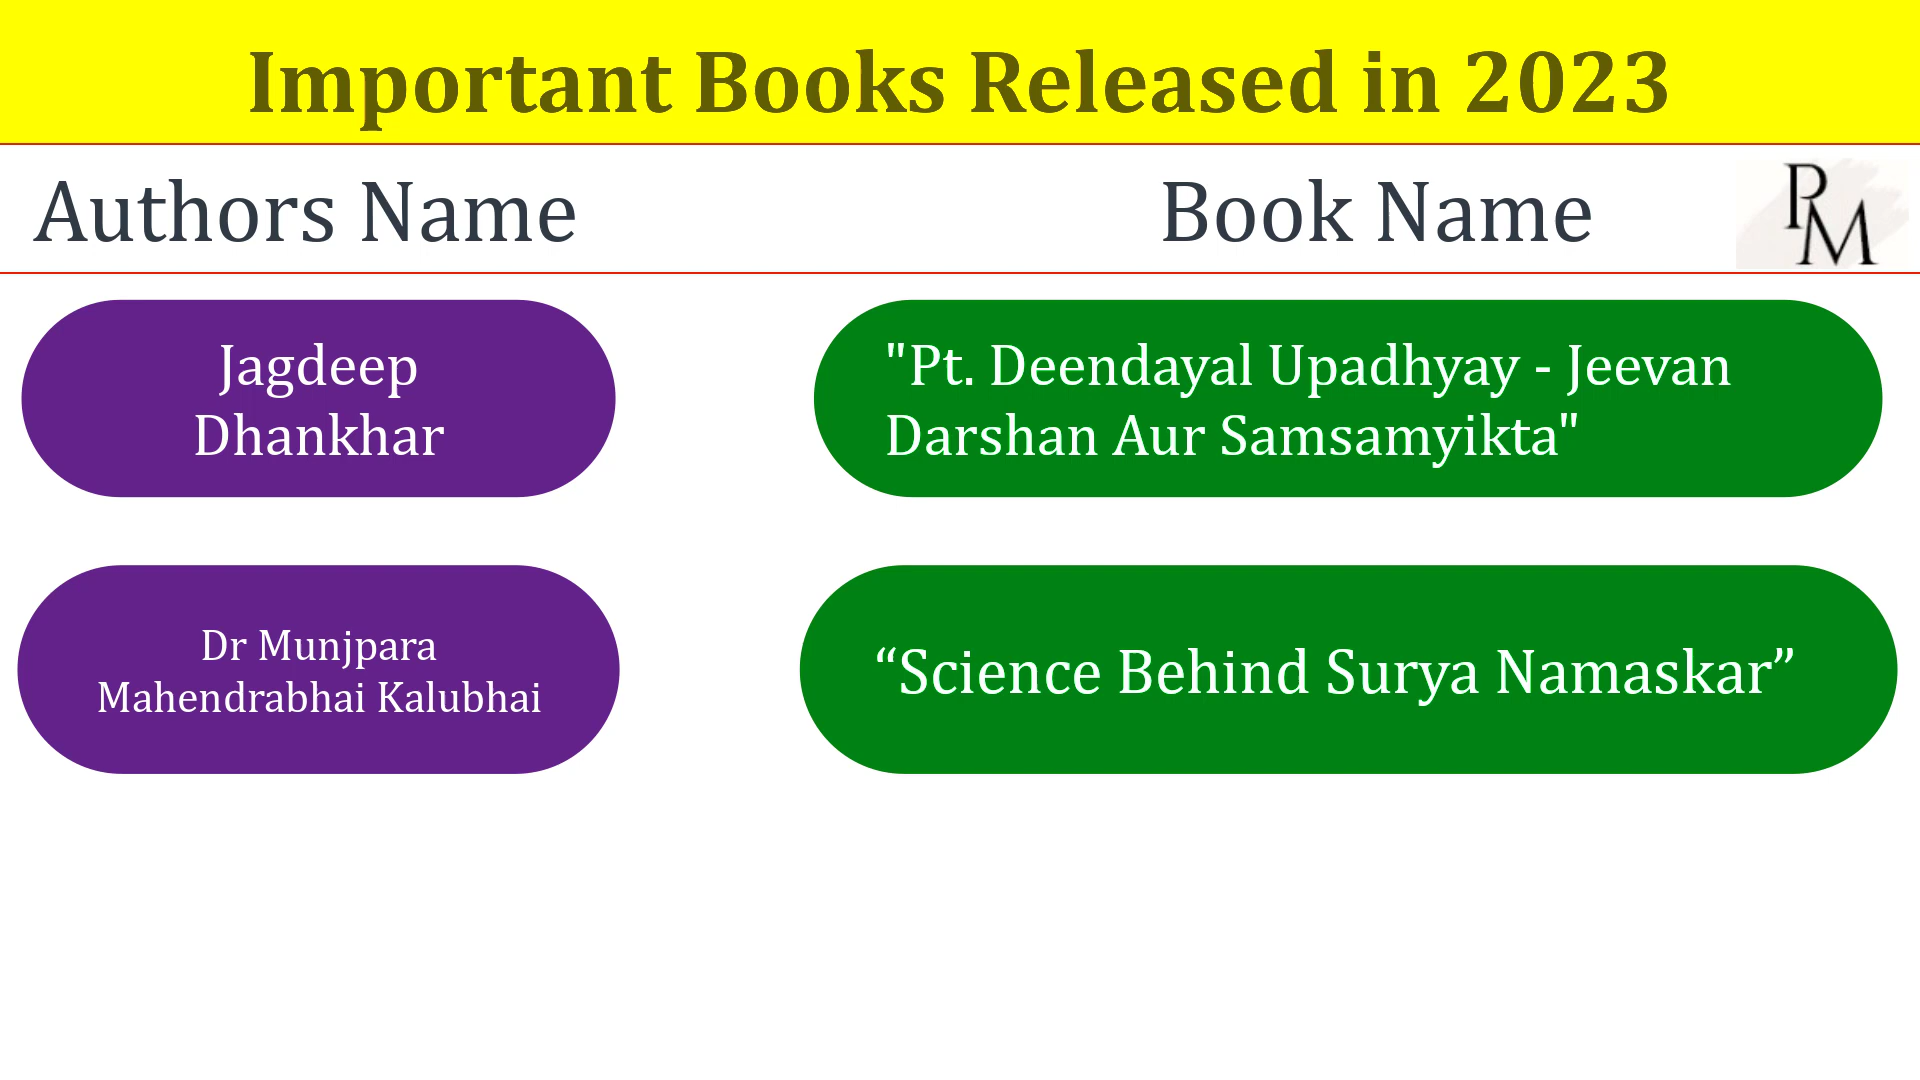 Important Books Released in 2023
Authors Name
Book Name
PM
Jagdeep
Dhankhar
"Pt. Deendayal Upadhyay - Jeevan
Darshan Aur Samsamyikta"
Dr Munjpara
Mahendrabhai Kalubhai
“Science Behind Surya Namaskar”